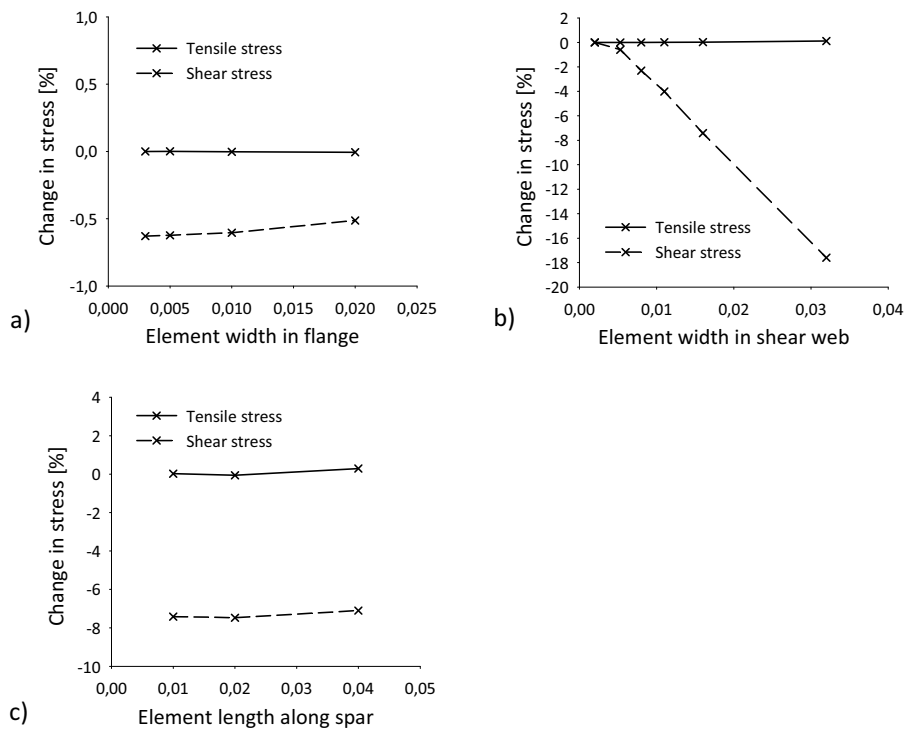 1,0
0,5
0,0
-0,5
-1,0
Change in stress [%]
Tensile stress
Shear stress
0,000 0,005 0,010 0,015 0,020 0,025
Element width in flange
a)
2
0
-2
-4
-6
-8
-10
-12
-14
-16
-18
-20
Change in stress [%]
Tensile stress
Shear stress
0,00 0,01 0,02 0,03 0,04
Element width in shear web
b)
4
2
0
-2
-4
-6
-8
-10
Change in stress [%]
Tensile stress
Shear stress
0,00 0,01 0,02 0,03 0,04 0,05
Element length along spar
c)